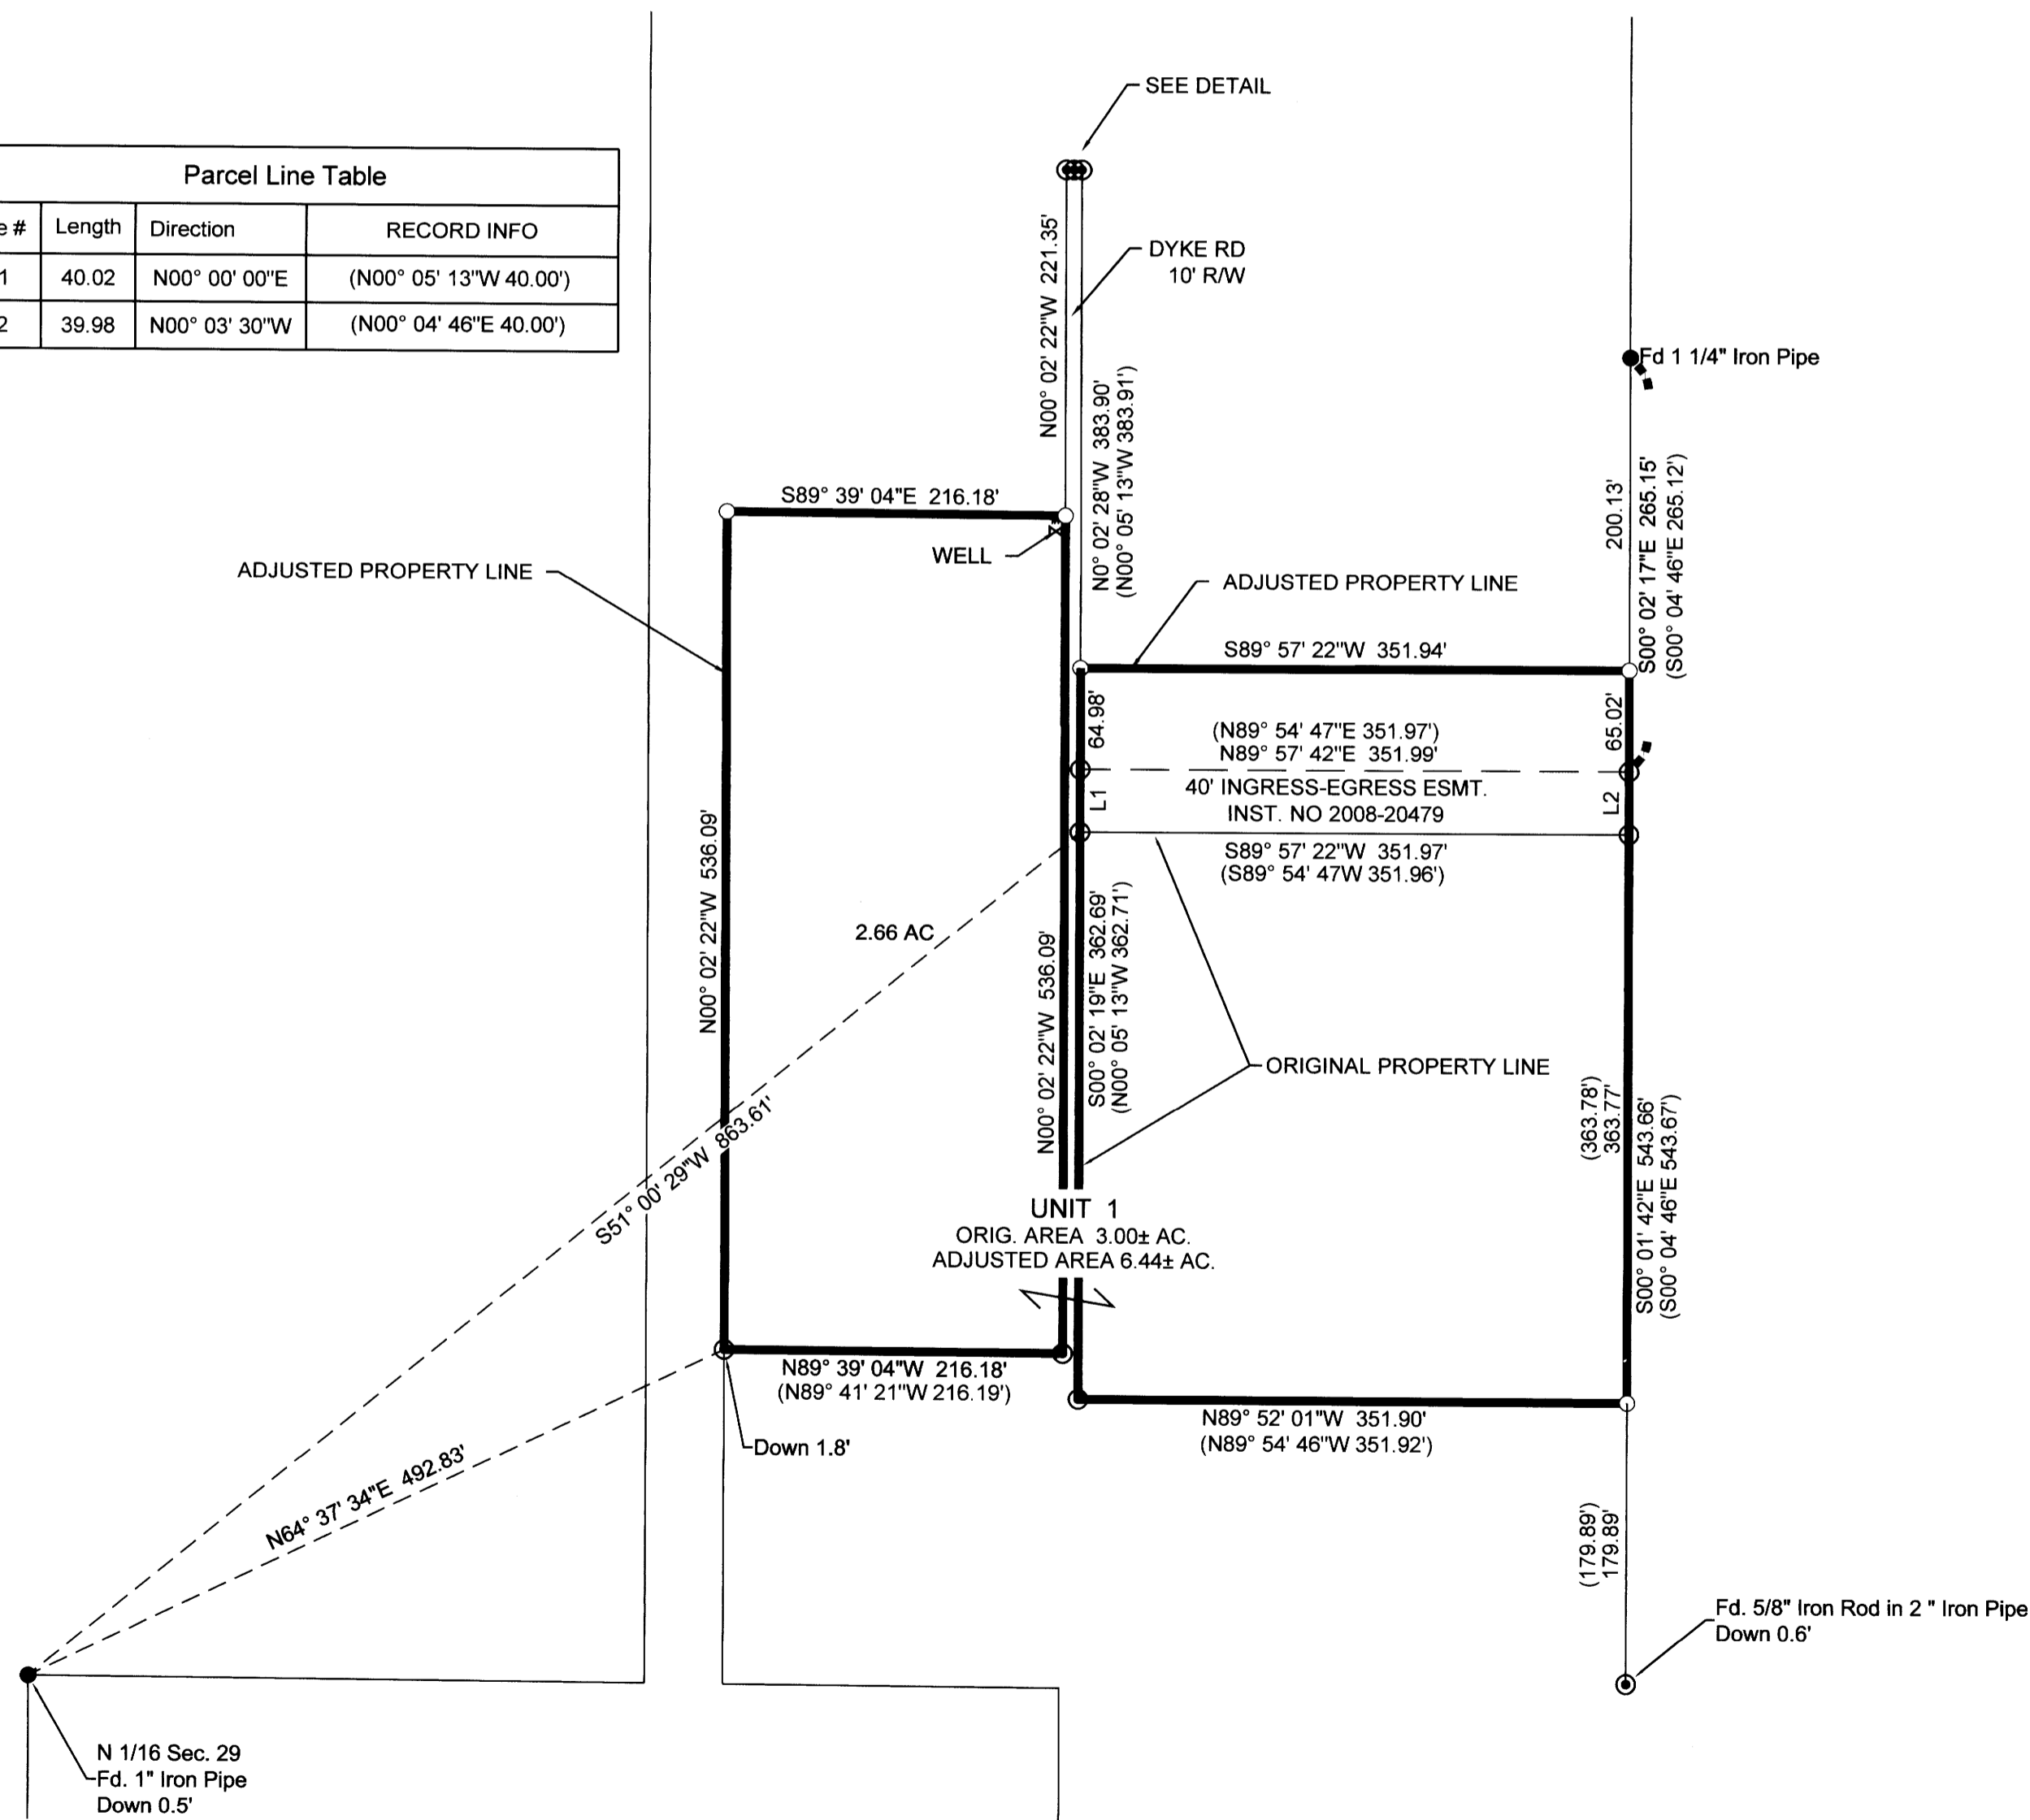 SEE DETAIL
Parcel Line Table
e # Length Direction RECORD INFO
1 40.02 N00° 00' 00"E (N00° 05' 13"W 40.00')
2 39.98 N00° 03' 30"W (N00° 04' 46"E 40.00')
N00° 02' 22"W 221.35'
DYKE RD
10' R/W
Fd 1 1/4" Iron Pipe
N0° 02' 28"W 383.90'
(N00° 05' 13"W 383.91')
200.13'
S00° 02' 17"E 265.15'
(S00° 04' 46"E 265.12')
S89° 39' 04"E 216.18'
WELL
ADJUSTED PROPERTY LINE
ADJUSTED PROPERTY LINE
S89° 57' 22"W 351.94'
64.98'
65.02'
(N89° 54' 47"E 351.97')
N89° 57' 42"E 351.99'
L1
40' INGRESS-EGRESS ESMT.
INST. NO 2008-20479
L2
S89° 57' 22"W 351.97'
(S89° 54' 47W 351.96')
N00° 02' 22"W 536.09'
2.66 AC
N00° 02' 22"W 536.09'
S00° 02' 19"E 362.69'
(N00° 05' 13"W 362.71')
ORIGINAL PROPERTY LINE
(363.78')
363.77'
S00° 01' 42"E 543.66'
(S00° 04' 46"E 543.67')
S51° 00' 29"W 863.61'
UNIT 1
ORIG. AREA 3.00± AC.
ADJUSTED AREA 6.44± AC.
N89° 39' 04"W 216.18'
(N89° 41' 21"W 216.19')
N89° 52' 01"W 351.90'
(N89° 54' 46"W 351.92')
Down 1.8'
N64° 37' 34"E 492.83'
(179.89')
179.89'
Fd. 5/8" Iron Rod in 2 " Iron Pipe
Down 0.6'
N 1/16 Sec. 29
Fd. 1" Iron Pipe
Down 0.5'